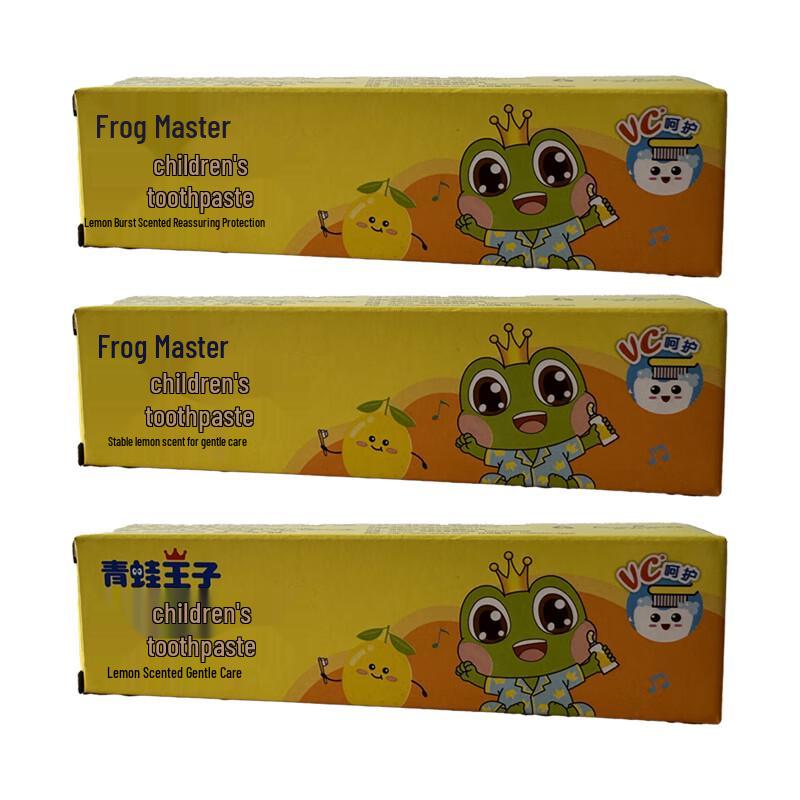 Frog Master
children's
toothpaste
Lemon Burst Scented Reassuring Protection
VC呵护
Frog Master
children's
toothpaste
Stable lemon scent for gentle care
VC呵护
青蛙王子
children's
toothpaste
Lemon Scented Gentle Care
VC呵护